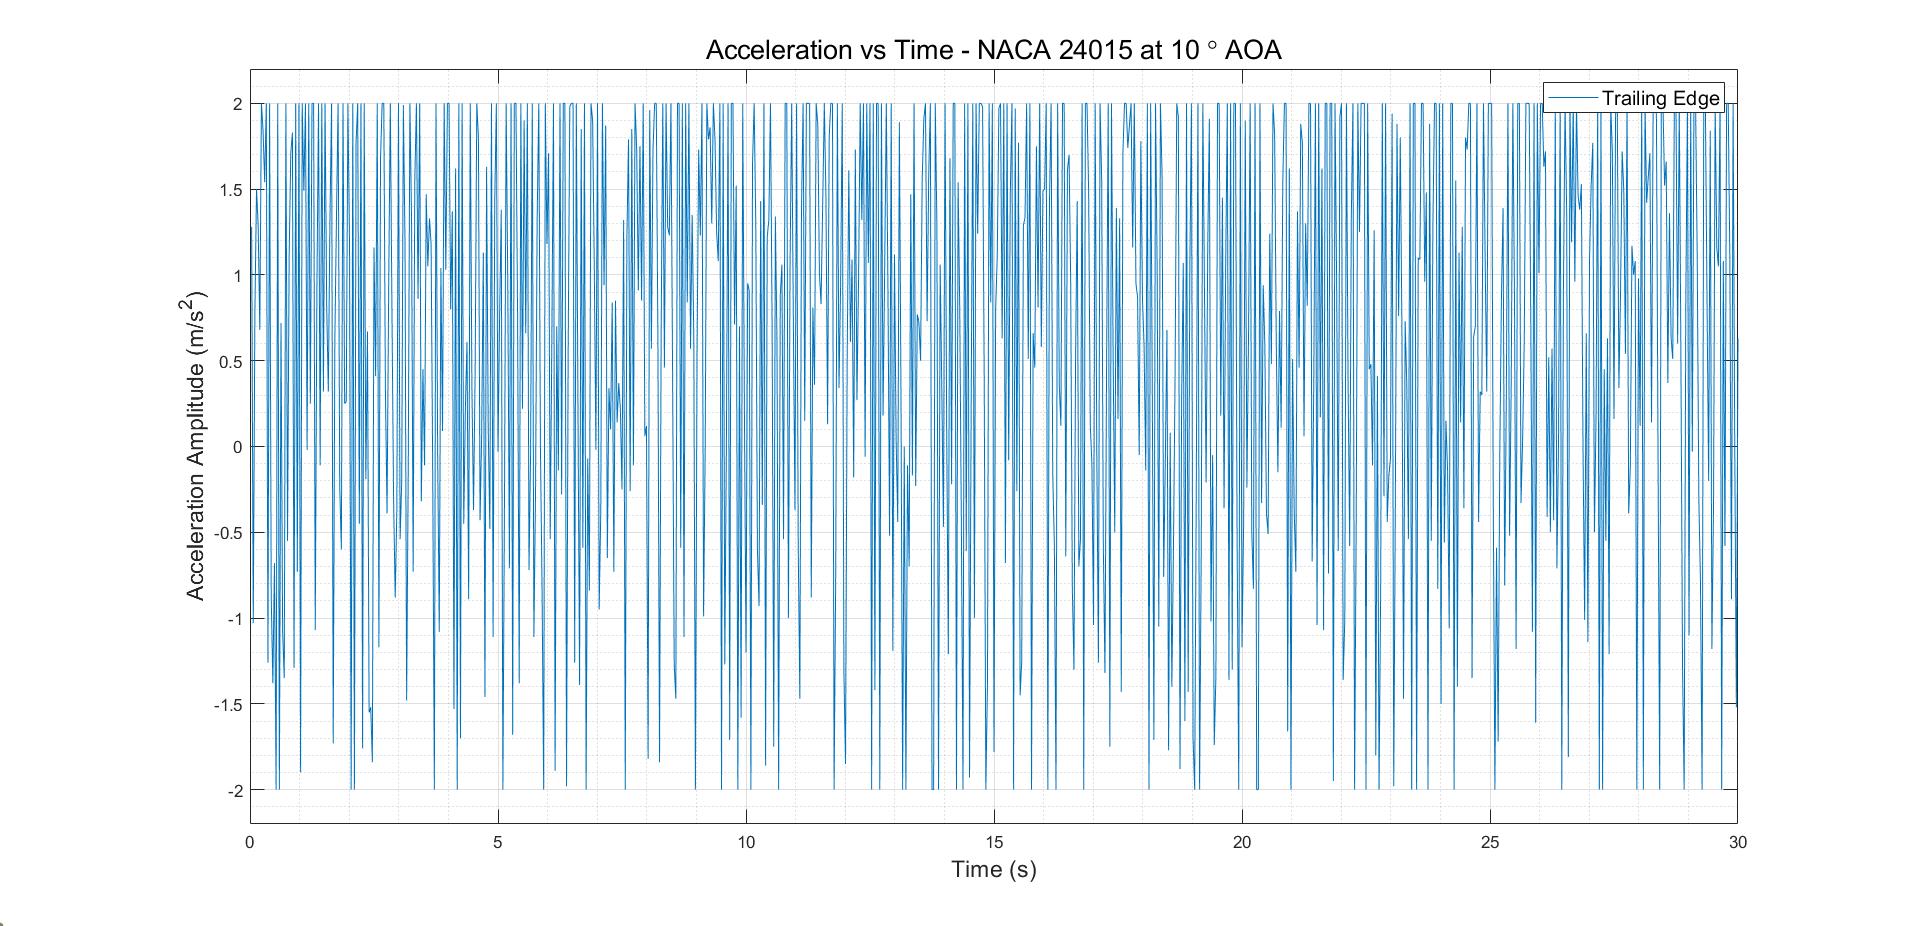 Acceleration vs Time - NACA 24015 at 10 ° AOA
Trailing Edge
2
1.5
1
0.5
0
-0.5
-1
-1.5
-2
Acceleration Amplitude (m/s²)
0 5 10 15 20 25 30
Time (s)